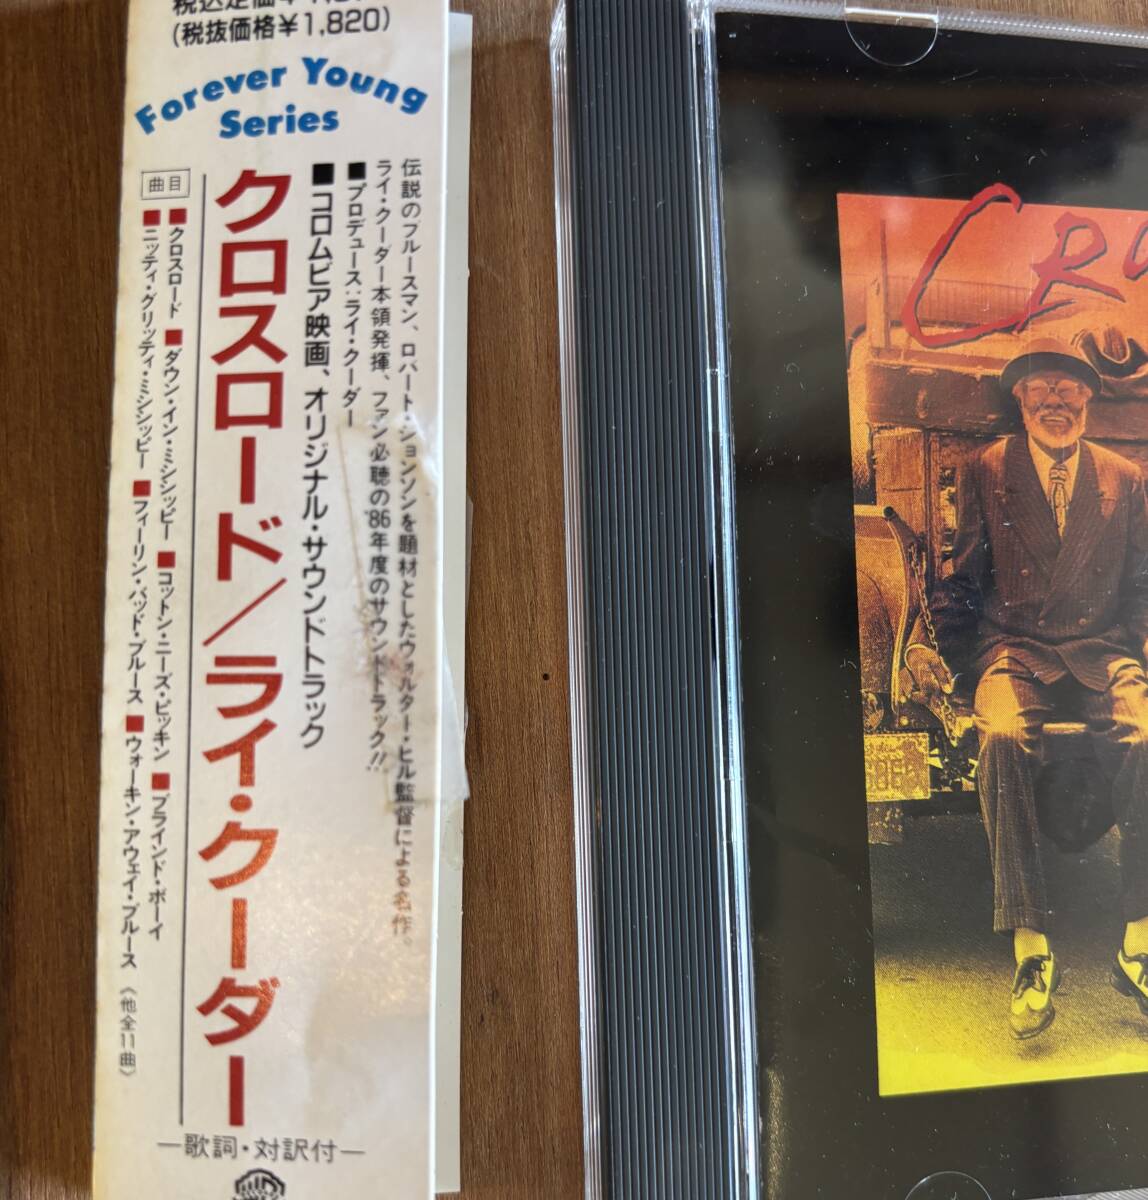 (税抜価格¥1,820)
Forever Young
Series
伝説のブルースマン、ロバート・ジョンソンを題材としたウォルター・ヒル監督による名作。
ライ・クーダー本領発揮、ファン必聴の'86年度のサウンドトラック!!
■プロデュース:ライ・クーダー
■コロムビア映画、オリジナル・サウンドトラック
クロスロード/ライ・クーダー
曲目
■クロスロード ■ダウン・イン・ミシシッピー ■コットン・ニーズ・ピッキン ■ブラインド・ボーイ
■ニッティ・グリッティ・ミシシッピー ■フィーリン・バッド・ブルース ■ウォーキン・アウェイ・ブルース 《他全11曲》
—歌詞・対訳付—